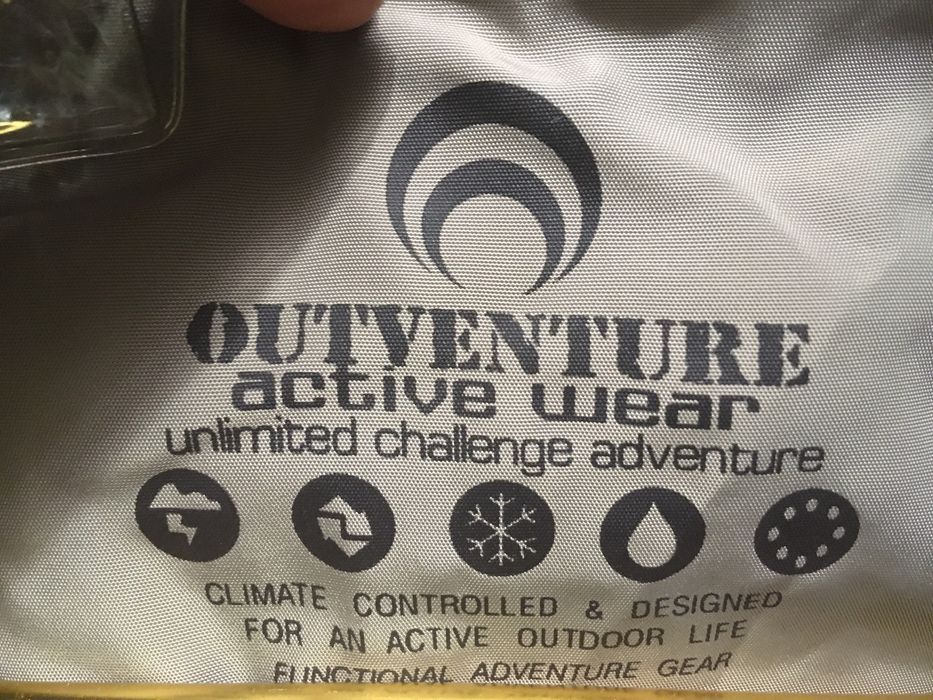 OUTVENTURE
active wear
unlimited challenge adventure
CLIMATE CONTROLLED & DESIGNED
FOR AN ACTIVE OUTDOOR LIFE
FUNCTIONAL ADVENTURE GEAR